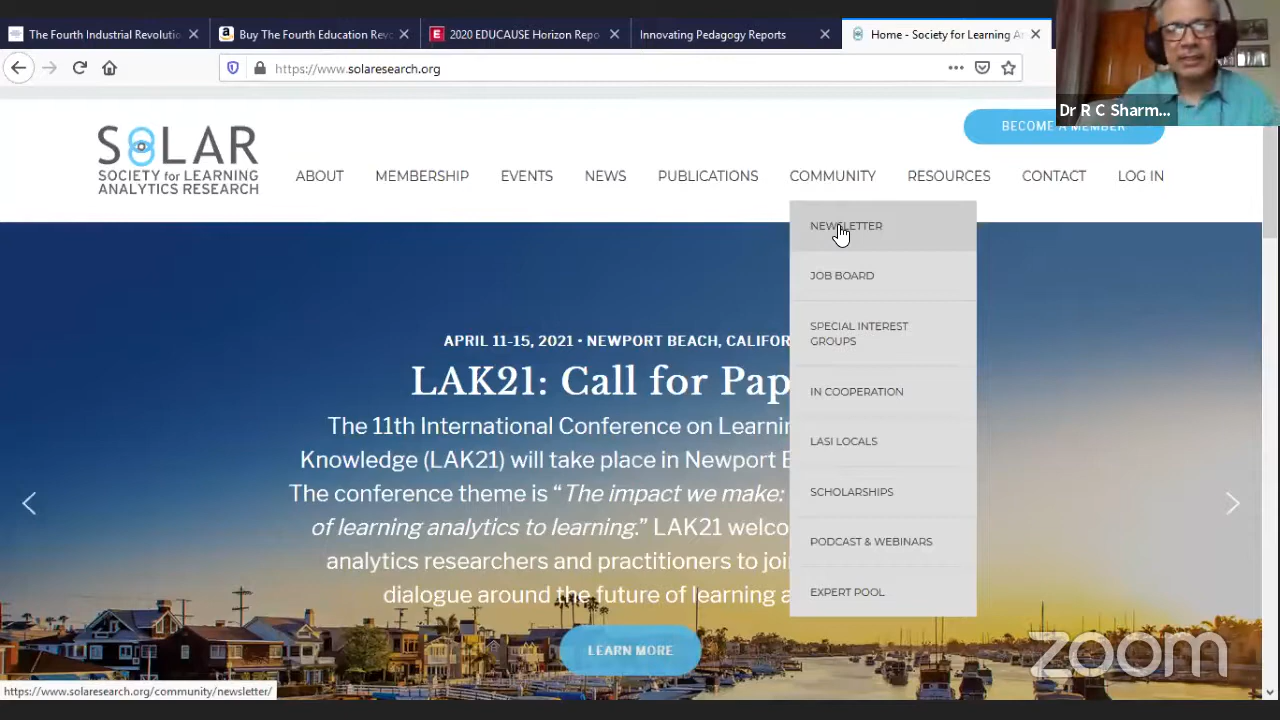 The Fourth Industrial Revolutio
Buy The Fourth Education Rev
2020 EDUCAUSE Horizon Repo
Innovating Pedagogy Reports
Home - Society for Learning A
https://www.solaresearch.org
Dr R C Sharm...
BECOME A MEMBER
SOLAR
SOCIETY for LEARNING
ANALYTICS RESEARCH
ABOUT
MEMBERSHIP
EVENTS
NEWS
PUBLICATIONS
COMMUNITY
RESOURCES
CONTACT
LOG IN
NEWSLETTER
JOB BOARD
SPECIAL INTEREST
GROUPS
IN COOPERATION
LASI LOCALS
SCHOLARSHIPS
PODCAST & WEBINARS
EXPERT POOL
APRIL 11-15, 2021 • NEWPORT BEACH, CALIFOR
LAK21: Call for Pap
The 11th International Conference on Learnin
Knowledge (LAK21) will take place in Newport B
The conference theme is “The impact we make:
of learning analytics to learning.” LAK21 welco
analytics researchers and practitioners to joi
dialogue around the future of learning a
LEARN MORE
zoom
https://www.solaresearch.org/community/newsletter/